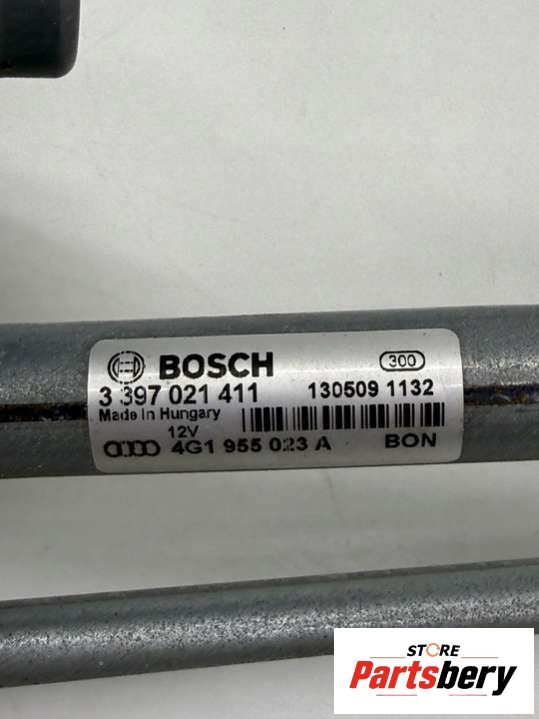 BOSCH 300
3 397 021 411 130509 1132
Made In Hungary
12V
4G1 955 023 A BON
STORE
Partsbery